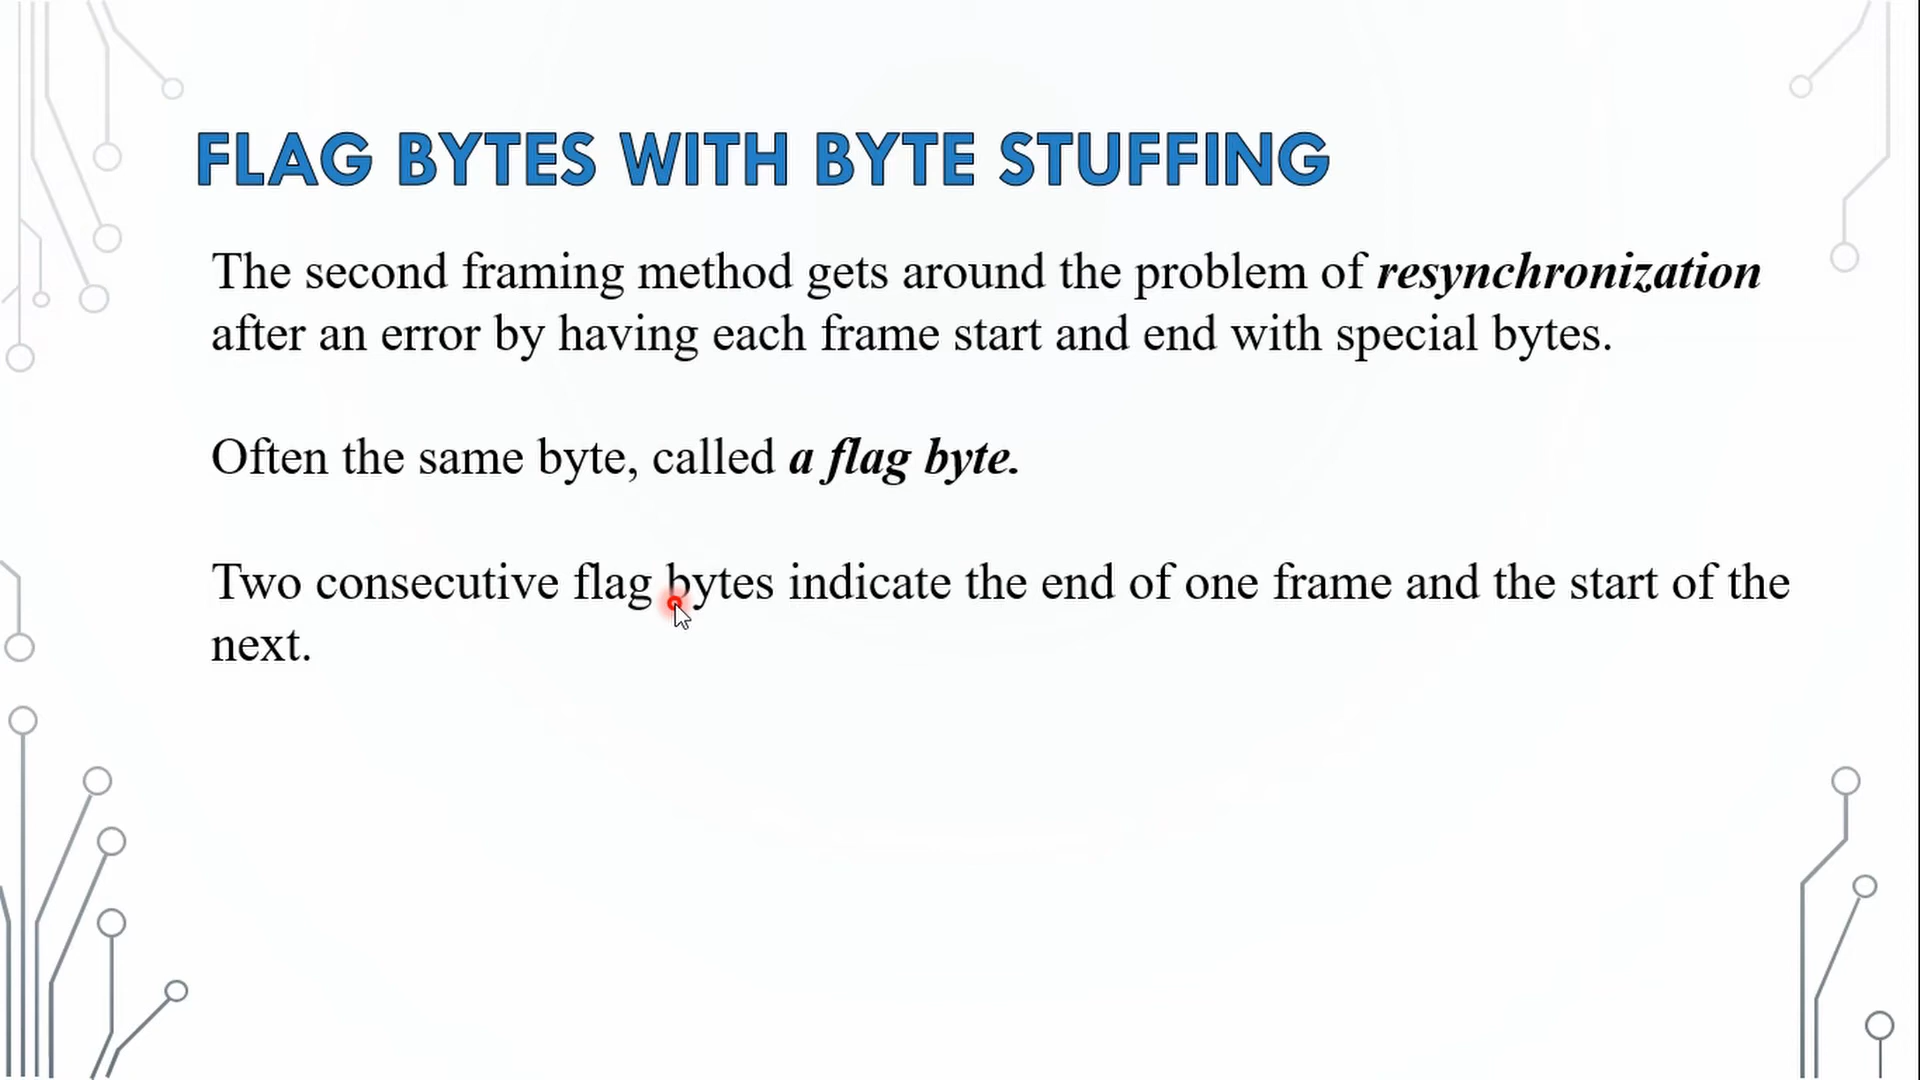 FLAG BYTES WITH BYTE STUFFING
The second framing method gets around the problem of resynchronization
after an error by having each frame start and end with special bytes.
Often the same byte, called a flag byte.
Two consecutive flag bytes indicate the end of one frame and the start of the
next.